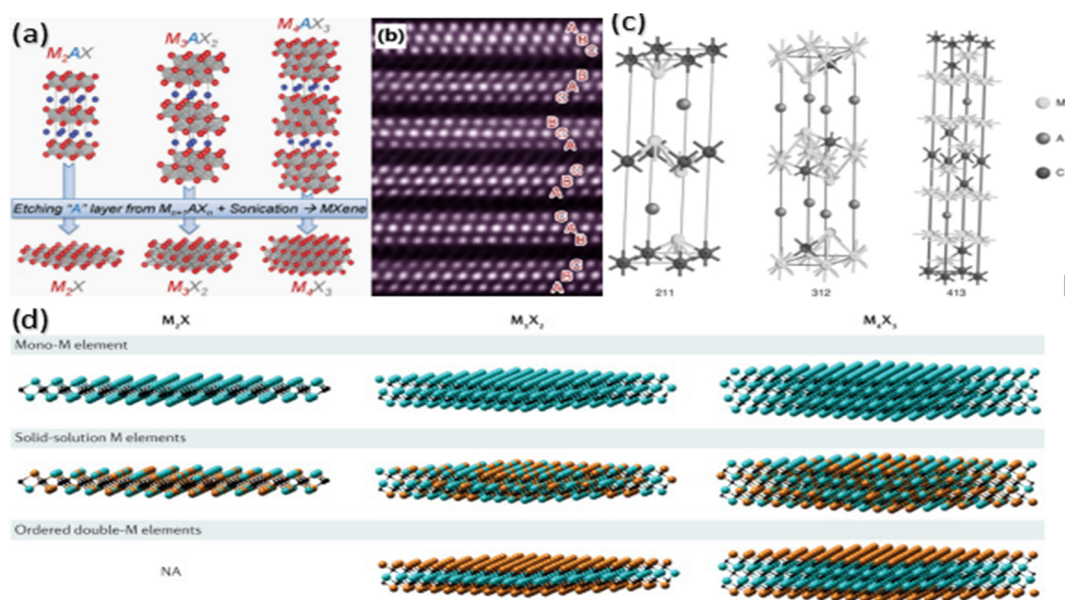 (a)
M₂AX
M₃AX₂
M₄AX₃
Etching "A" layer from Mₙ₊₁AXₙ + Sonication → MXene
M₂X
M₃X₂
M₄X₃
(b)
A
B
C
B
A
C
B
C
A
C
B
A
C
A
B
C
B
A
(c)
M
A
C
211
312
413
(d)
M₂X
M₃X₂
M₄X₃
Mono-M element
Solid-solution M elements
Ordered double-M elements
NA